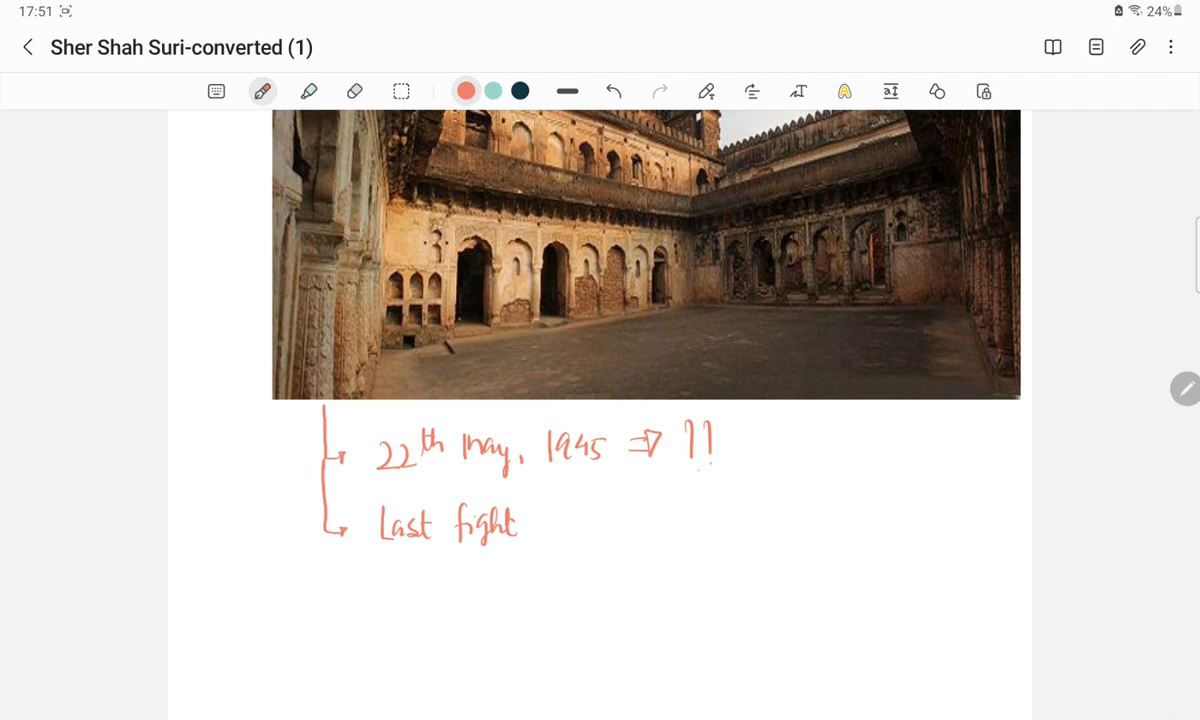 17:51 24%
Sher Shah Suri-converted (1)
22th may, 1945 ⇒ ??
Last fight